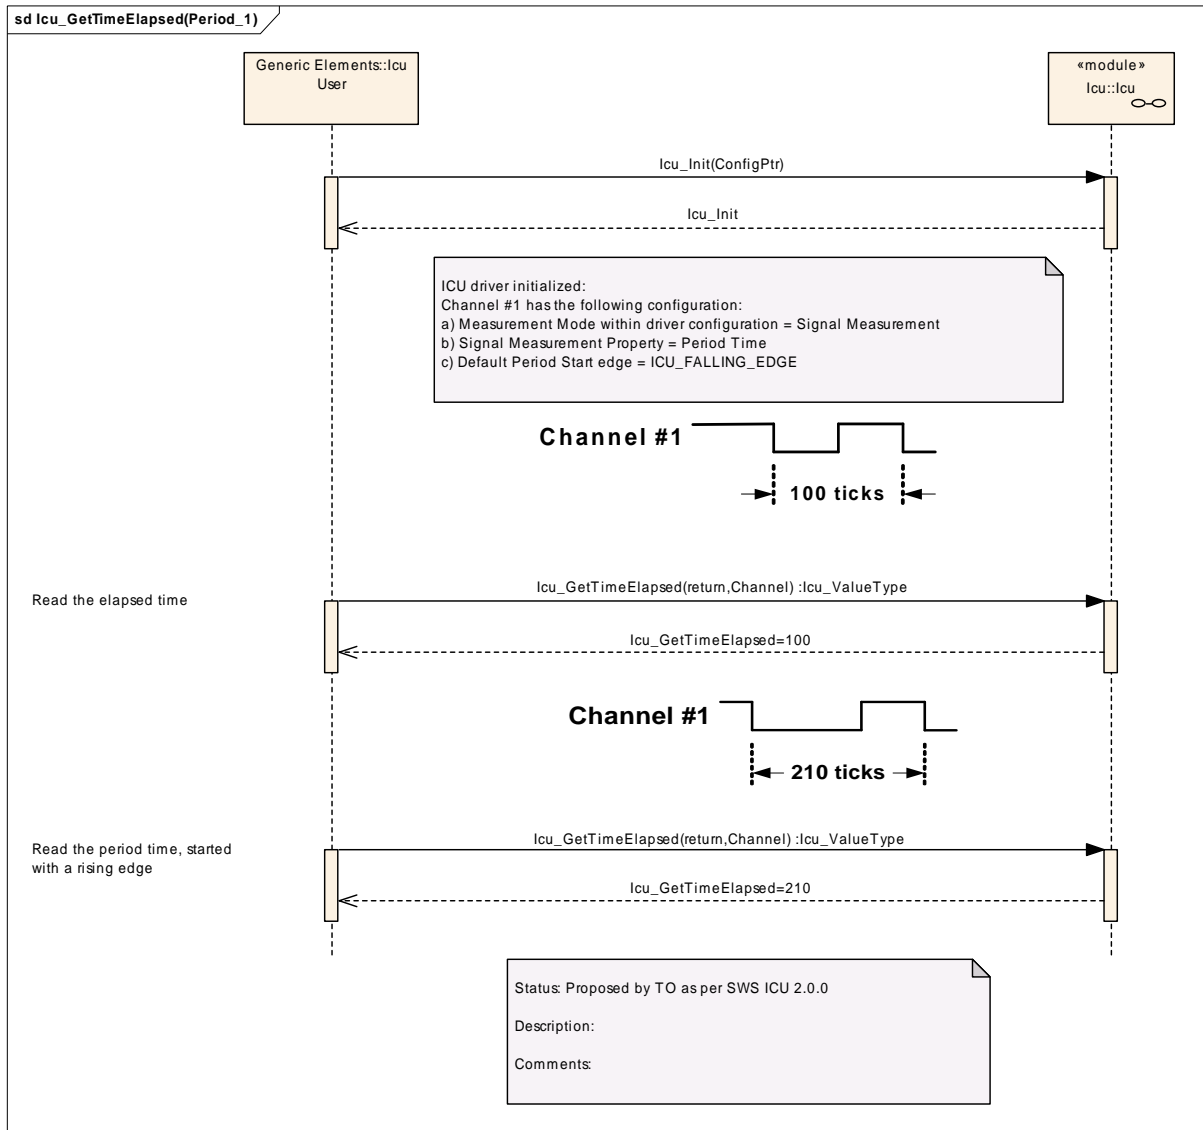 sd Icu_GetTimeElapsed(Period_1)
Generic Elements::Icu
User
«module»
Icu::Icu
Icu_Init(ConfigPtr)
Icu_Init
ICU driver initialized:
Channel #1 has the following configuration:
a) Measurement Mode within driver configuration = Signal Measurement
b) Signal Measurement Property = Period Time
c) Default Period Start edge = ICU_FALLING_EDGE
Channel #1
100 ticks
Icu_GetTimeElapsed(return,Channel) :Icu_ValueType
Read the elapsed time
Icu_GetTimeElapsed=100
Channel #1
210 ticks
Icu_GetTimeElapsed(return,Channel) :Icu_ValueType
Read the period time, started
with a rising edge
Icu_GetTimeElapsed=210
Status: Proposed by TO as per SWS ICU 2.0.0
Description:
Comments: